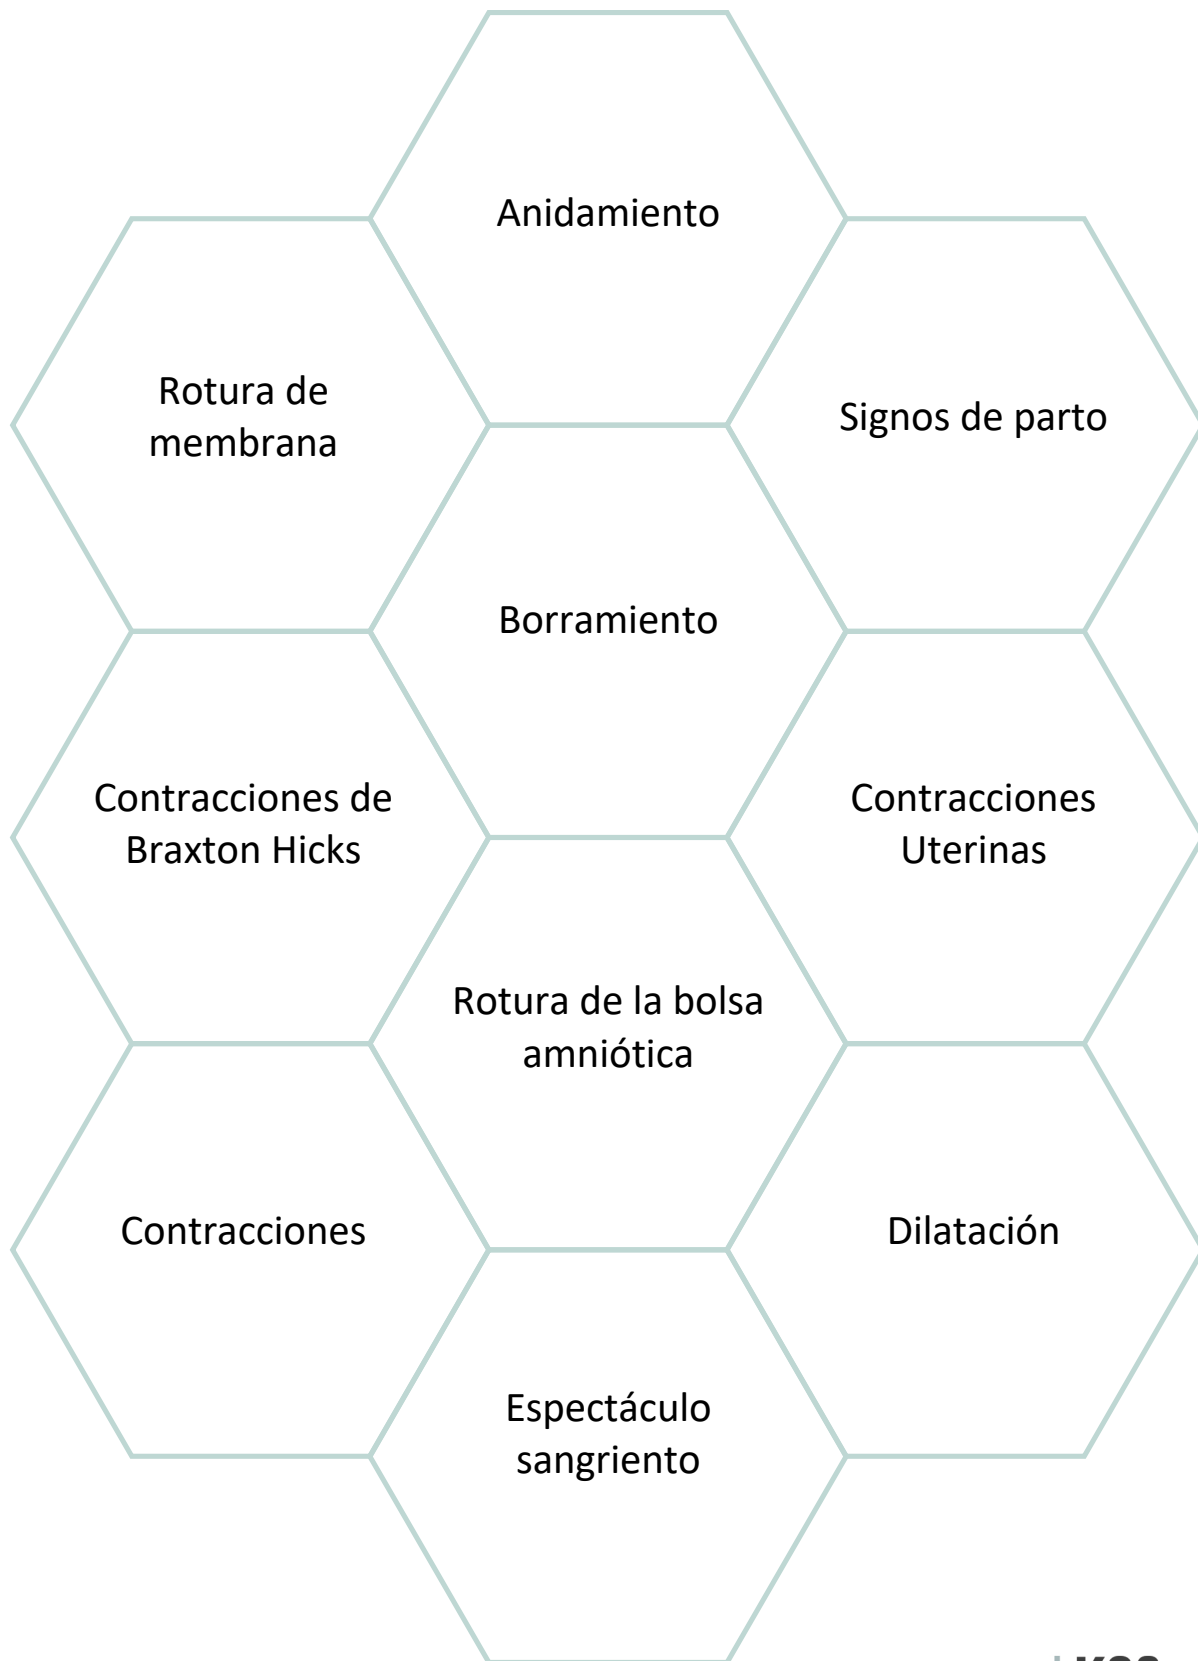 Anidamiento
Rotura de
membrana
Signos de parto
Borramiento
Contracciones de
Braxton Hicks
Contracciones
Uterinas
Rotura de la bolsa
amniótica
Contracciones
Dilatación
Espectáculo
sangriento